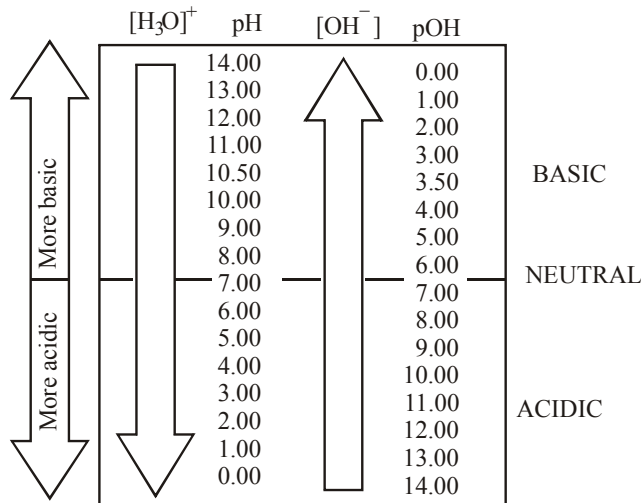 [H₃O]⁺ pH [OH⁻] pOH
14.00 0.00
13.00 1.00
12.00 2.00
11.00 3.00
10.50 3.50
10.00 4.00
9.00 5.00
8.00 6.00
7.00 7.00
6.00 8.00
5.00 9.00
4.00 10.00
3.00 11.00
2.00 12.00
1.00 13.00
0.00 14.00
More basic
More acidic
BASIC
NEUTRAL
ACIDIC